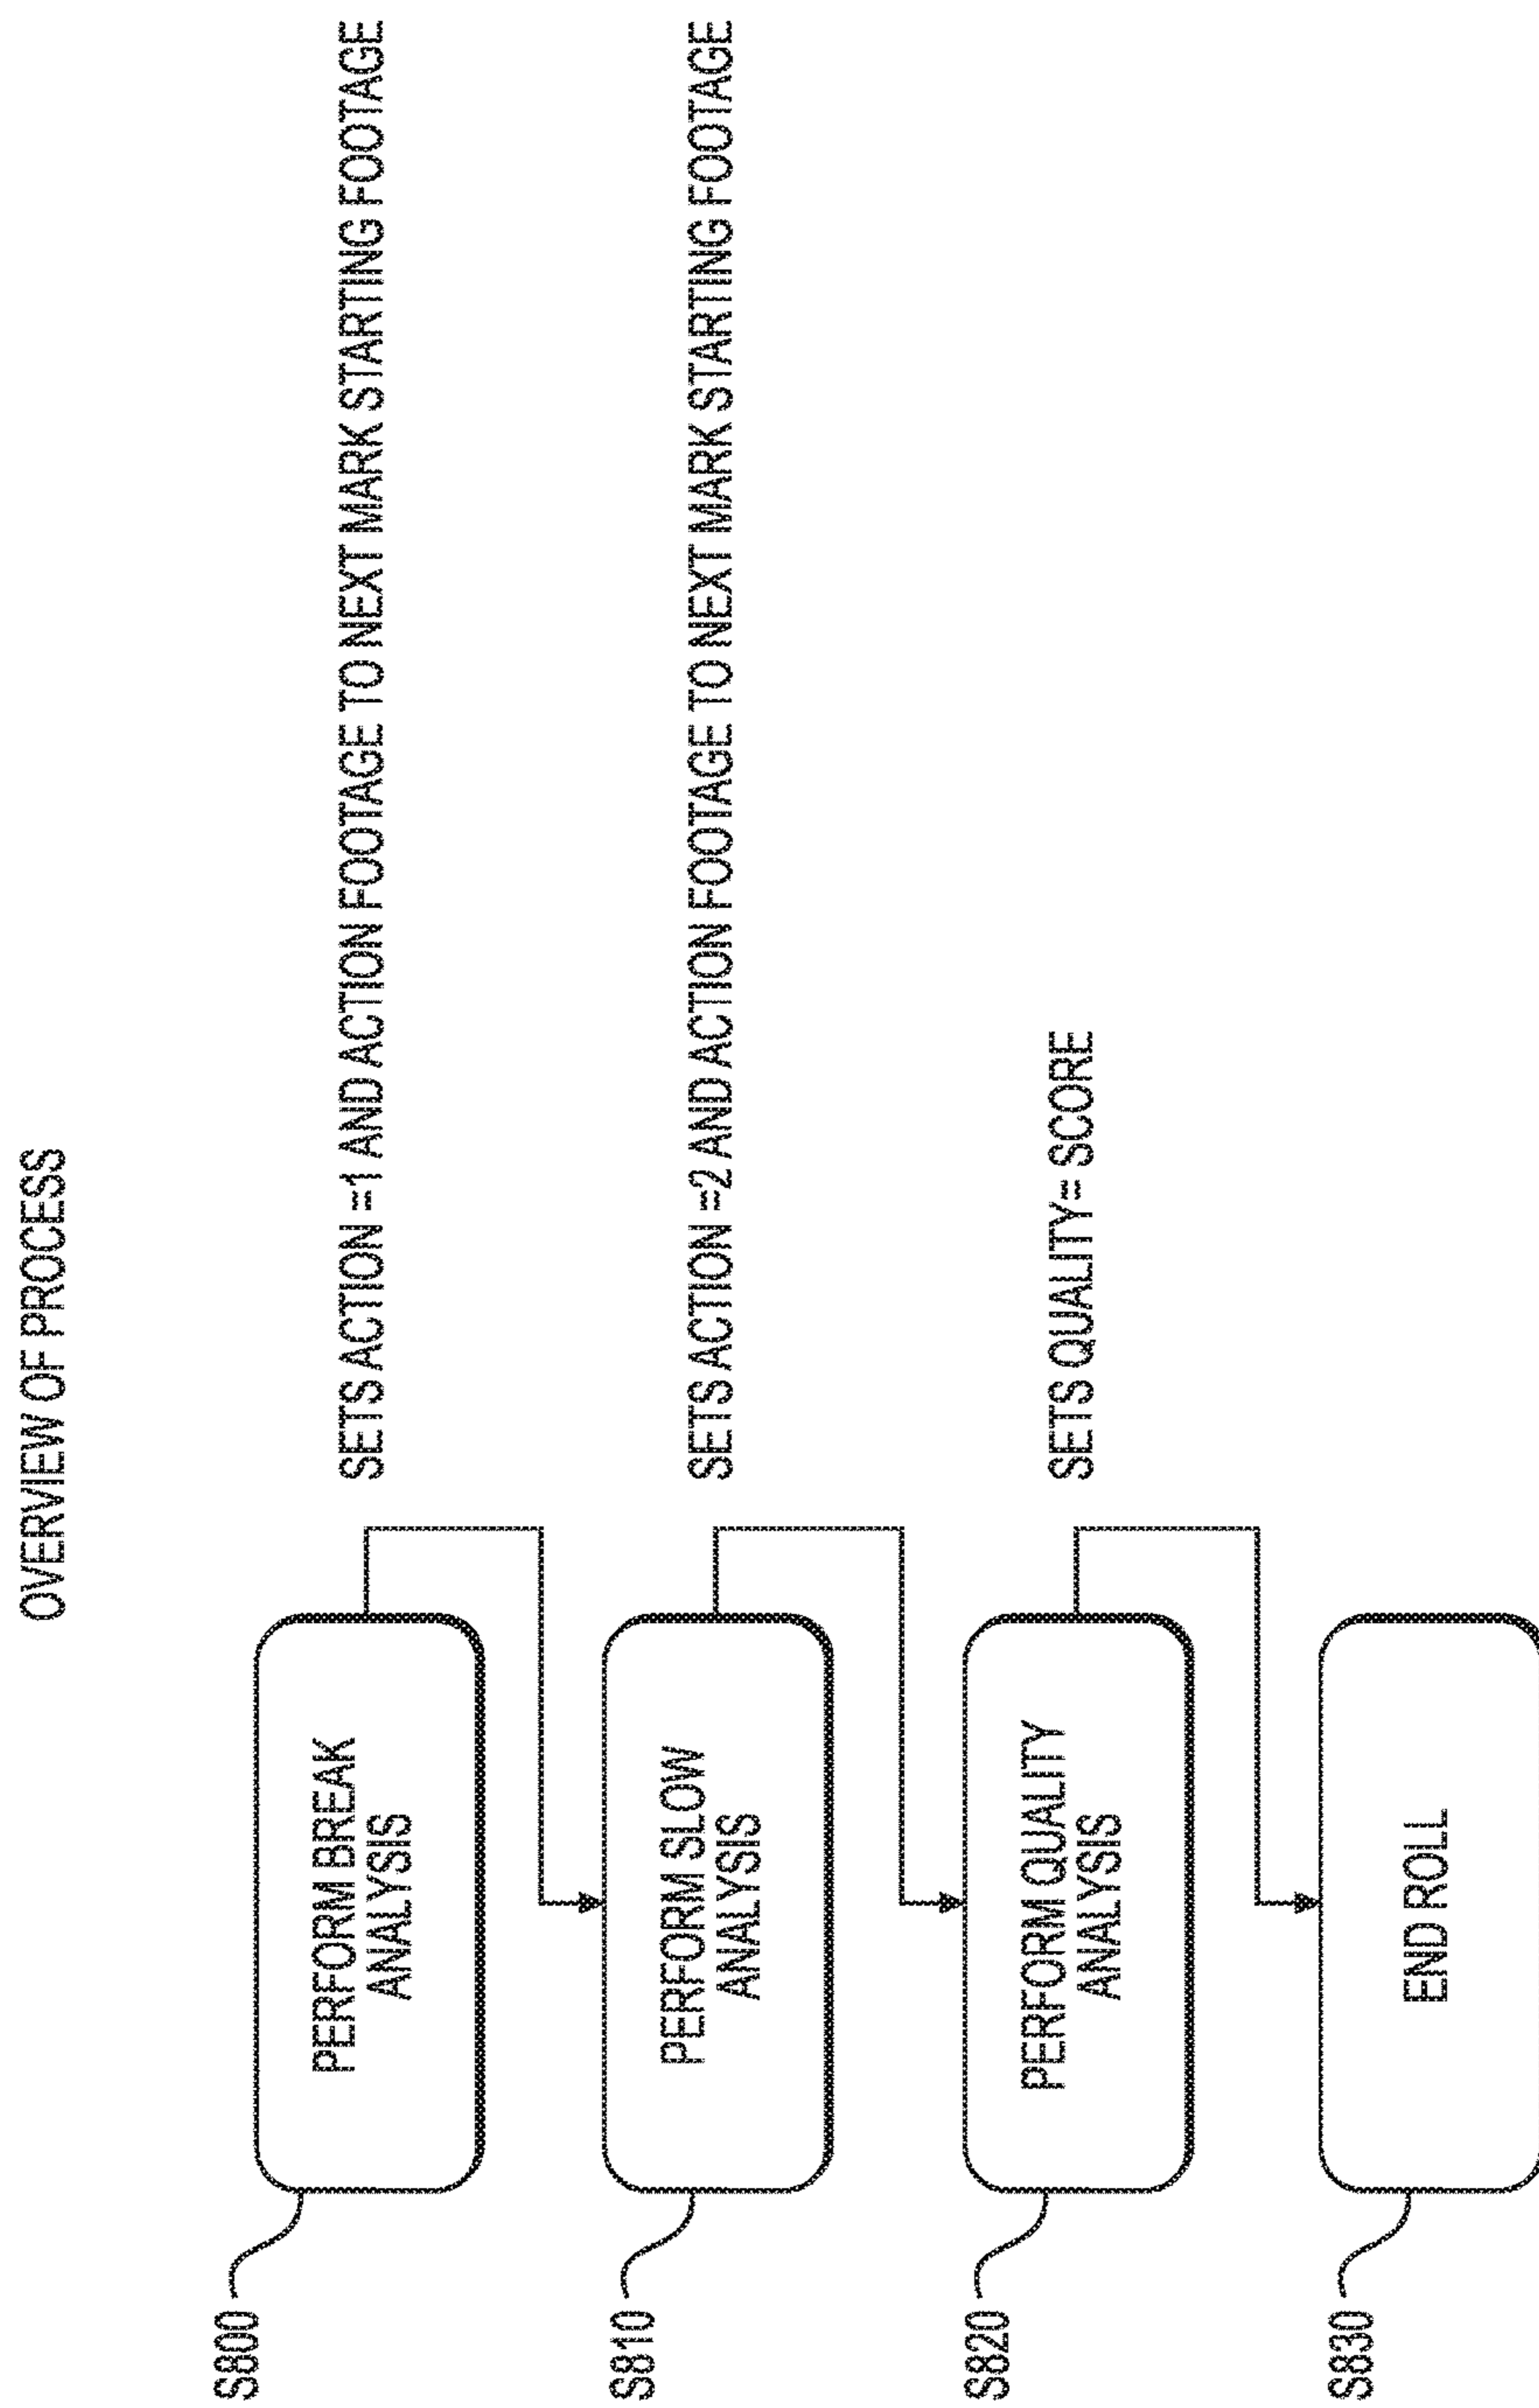 OVERVIEW OF PROCESS
S800
PERFORM BREAK
ANALYSIS
SETS ACTION =1 AND ACTION FOOTAGE TO NEXT MARK STARTING FOOTAGE
S810
PERFORM SLOW
ANALYSIS
SETS ACTION =2 AND ACTION FOOTAGE TO NEXT MARK STARTING FOOTAGE
S820
PERFORM QUALITY
ANALYSIS
SETS QUALITY= SCORE
S830
END ROLL